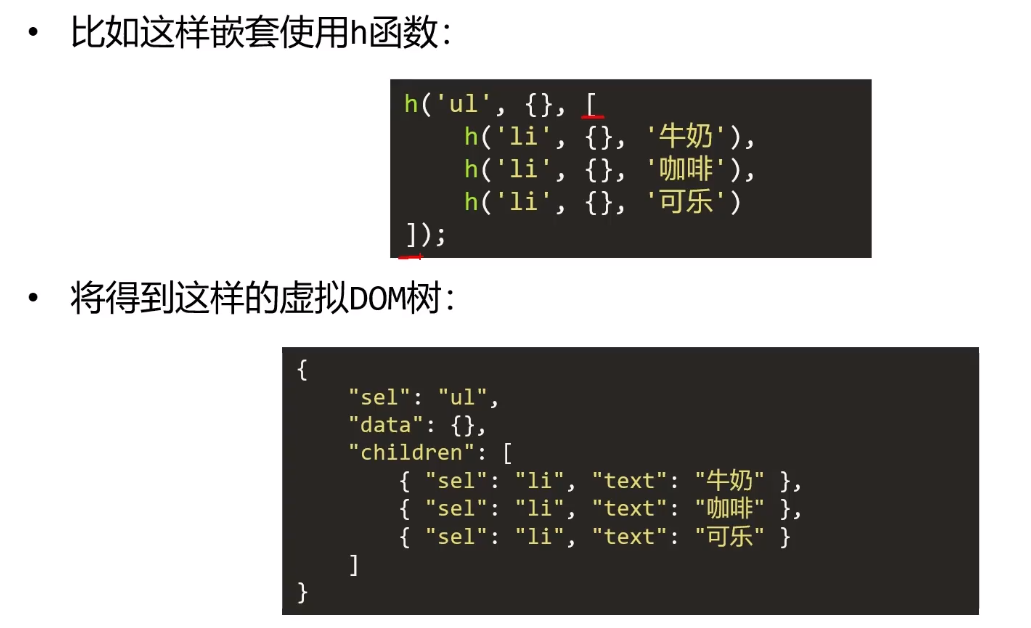 • 比如这样嵌套使用h函数：
h('ul', {}, [
    h('li', {}, '牛奶'),
    h('li', {}, '咖啡'),
    h('li', {}, '可乐')
]);
• 将得到这样的虚拟DOM树：
{
    "sel": "ul",
    "data": {},
    "children": [
        { "sel": "li", "text": "牛奶" },
        { "sel": "li", "text": "咖啡" },
        { "sel": "li", "text": "可乐" }
    ]
}